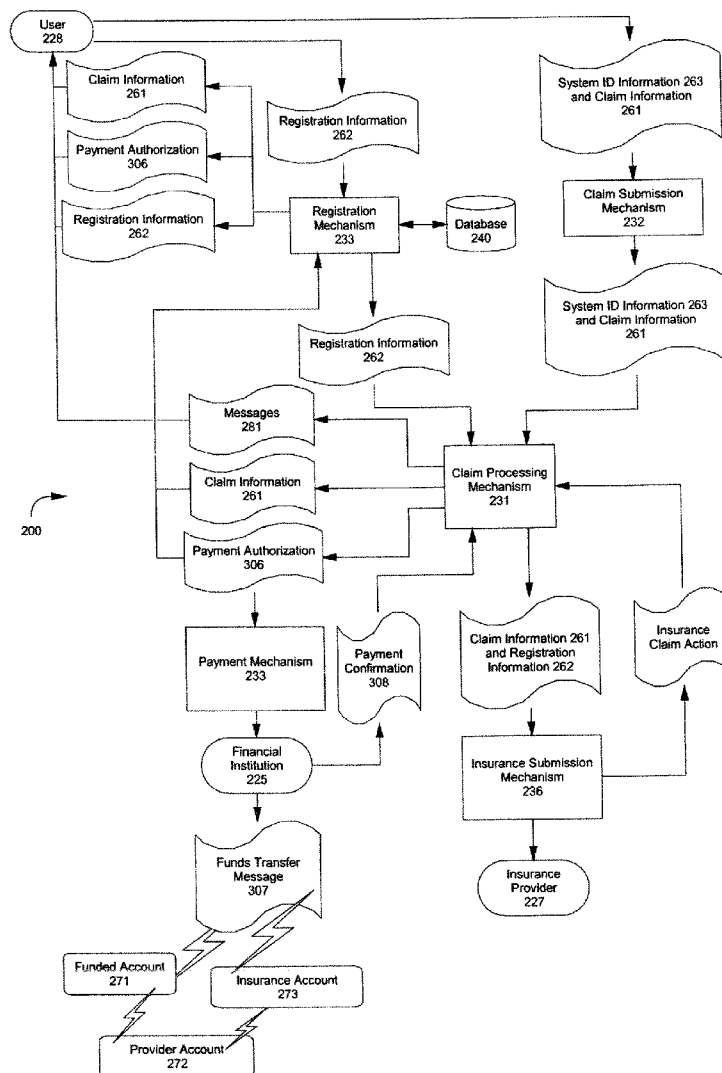 User
228
Claim Information
261
Payment Authorization
306
Registration Information
262
Registration Information
262
System ID Information 263
and Claim Information
261
Registration
Mechanism
233
Database
240
Claim Submission
Mechanism
232
System ID Information 263
and Claim Information
261
Registration Information
262
Messages
281
Claim Information
261
Payment Authorization
306
Claim Processing
Mechanism
231
200
Payment Mechanism
233
Payment
Confirmation
308
Claim Information 261
and Registration
Information 262
Insurance
Claim Action
Financial
Institution
225
Insurance Submission
Mechanism
236
Funds Transfer
Message
307
Insurance
Provider
227
Funded Account
271
Insurance Account
273
Provider Account
272